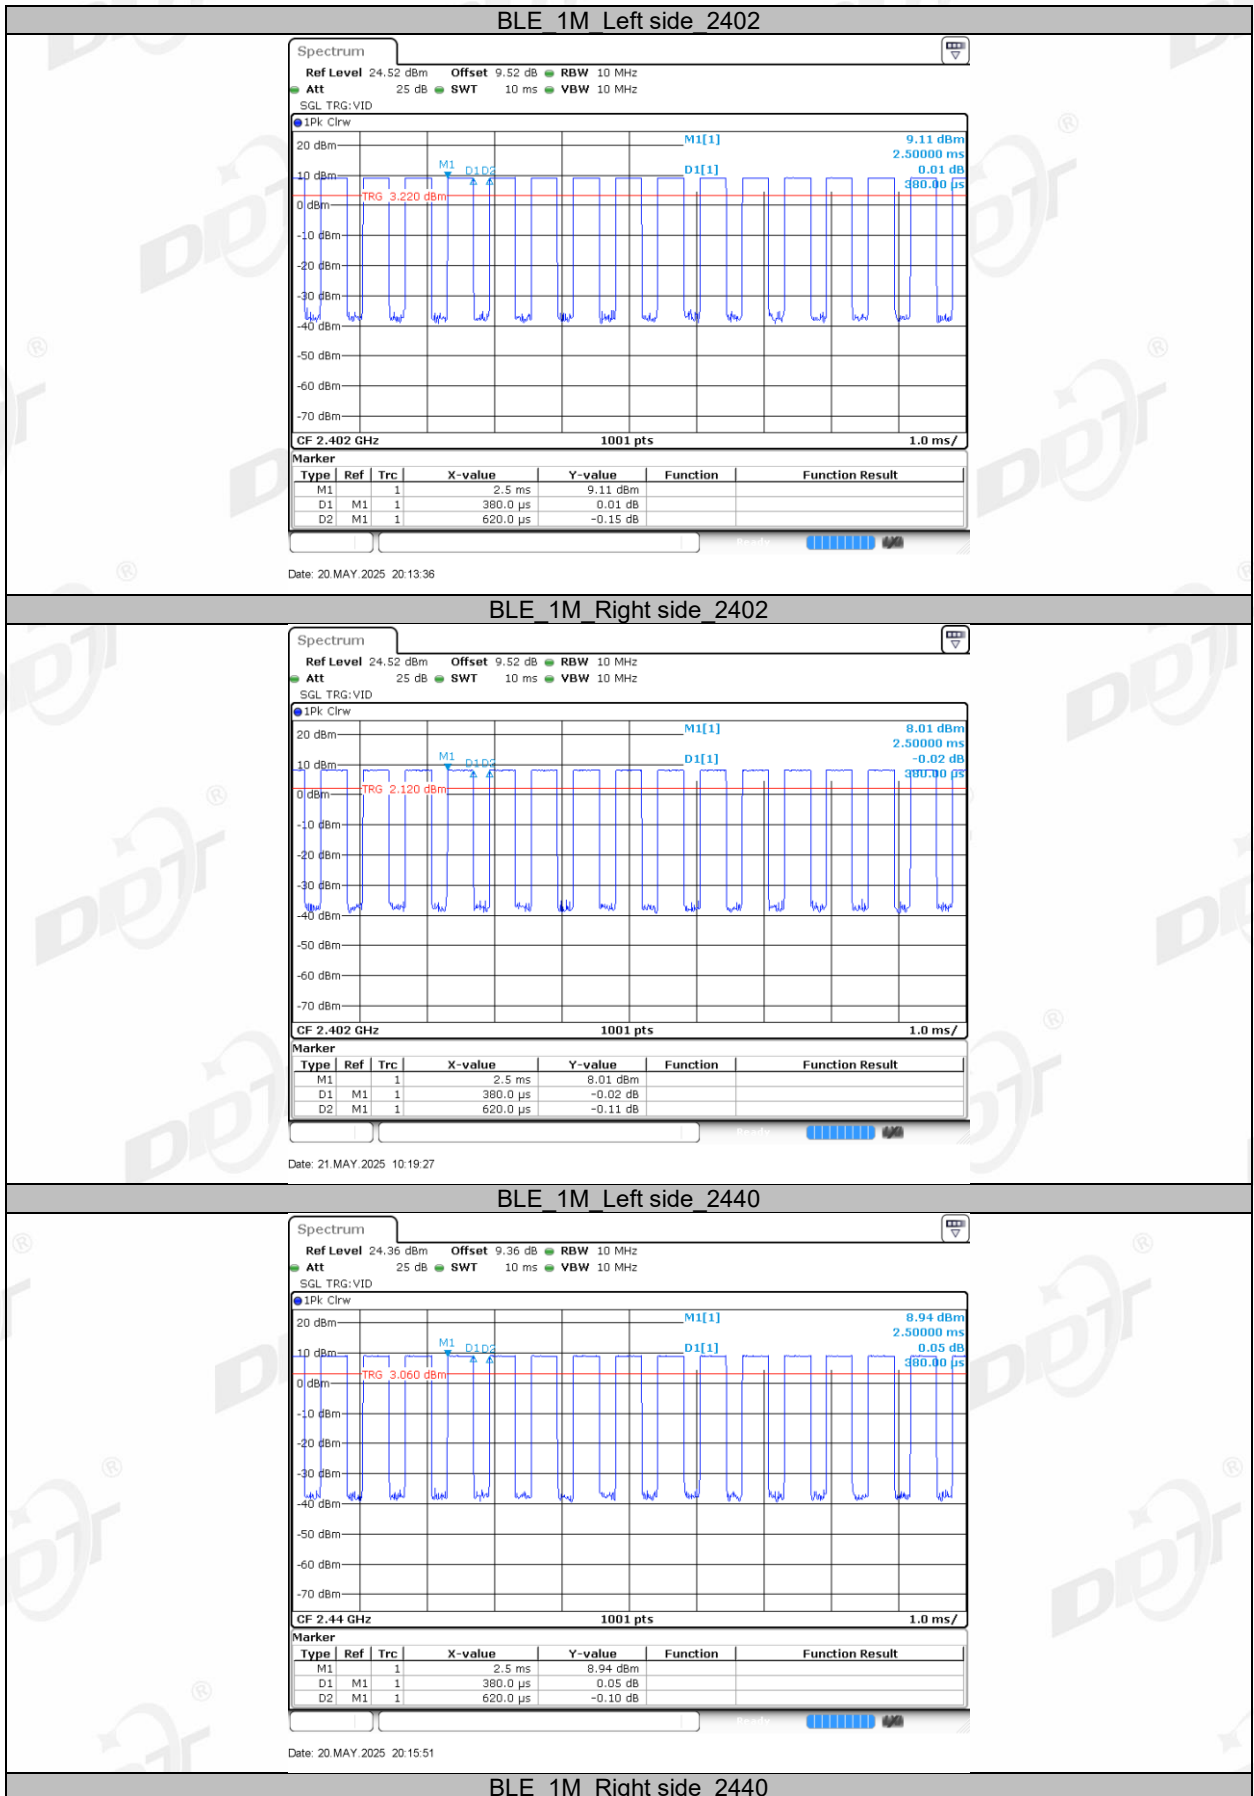 BLE_1M_Left side_2402
Spectrum
Ref Level 24.52 dBm Offset 9.52 dB RBW 10 MHz
Att 25 dB SWT 10 ms VBW 10 MHz
SGL TRG:VID
1Pk Clrw
M1[1] 9.11 dBm
2.50000 ms
D1[1] 0.01 dB
380.00 µs
20 dBm
M1 D1 D2
10 dBm
TRG 3.220 dBm
0 dBm
-10 dBm
-20 dBm
-30 dBm
-40 dBm
-50 dBm
-60 dBm
-70 dBm
CF 2.402 GHz 1001 pts 1.0 ms/
Marker
Type Ref Trc X-value Y-value Function Function Result
M1 1 2.5 ms 9.11 dBm
D1 M1 1 380.0 µs 0.01 dB
D2 M1 1 620.0 µs -0.15 dB
Ready
Date: 20.MAY.2025 20:13:36
BLE_1M_Right side_2402
Spectrum
Ref Level 24.52 dBm Offset 9.52 dB RBW 10 MHz
Att 25 dB SWT 10 ms VBW 10 MHz
SGL TRG:VID
1Pk Clrw
M1[1] 8.01 dBm
2.50000 ms
D1[1] -0.02 dB
380.00 µs
20 dBm
M1 D1 D2
10 dBm
TRG 2.120 dBm
0 dBm
-10 dBm
-20 dBm
-30 dBm
-40 dBm
-50 dBm
-60 dBm
-70 dBm
CF 2.402 GHz 1001 pts 1.0 ms/
Marker
Type Ref Trc X-value Y-value Function Function Result
M1 1 2.5 ms 8.01 dBm
D1 M1 1 380.0 µs -0.02 dB
D2 M1 1 620.0 µs -0.11 dB
Ready
Date: 21.MAY.2025 10:19:27
BLE_1M_Left side_2440
Spectrum
Ref Level 24.36 dBm Offset 9.36 dB RBW 10 MHz
Att 25 dB SWT 10 ms VBW 10 MHz
SGL TRG:VID
1Pk Clrw
M1[1] 8.94 dBm
2.50000 ms
D1[1] 0.05 dB
380.00 µs
20 dBm
M1 D1 D2
10 dBm
TRG 3.060 dBm
0 dBm
-10 dBm
-20 dBm
-30 dBm
-40 dBm
-50 dBm
-60 dBm
-70 dBm
CF 2.44 GHz 1001 pts 1.0 ms/
Marker
Type Ref Trc X-value Y-value Function Function Result
M1 1 2.5 ms 8.94 dBm
D1 M1 1 380.0 µs 0.05 dB
D2 M1 1 620.0 µs -0.10 dB
Ready
Date: 20.MAY.2025 20:15:51
BLE_1M_Right side_2440
DDT